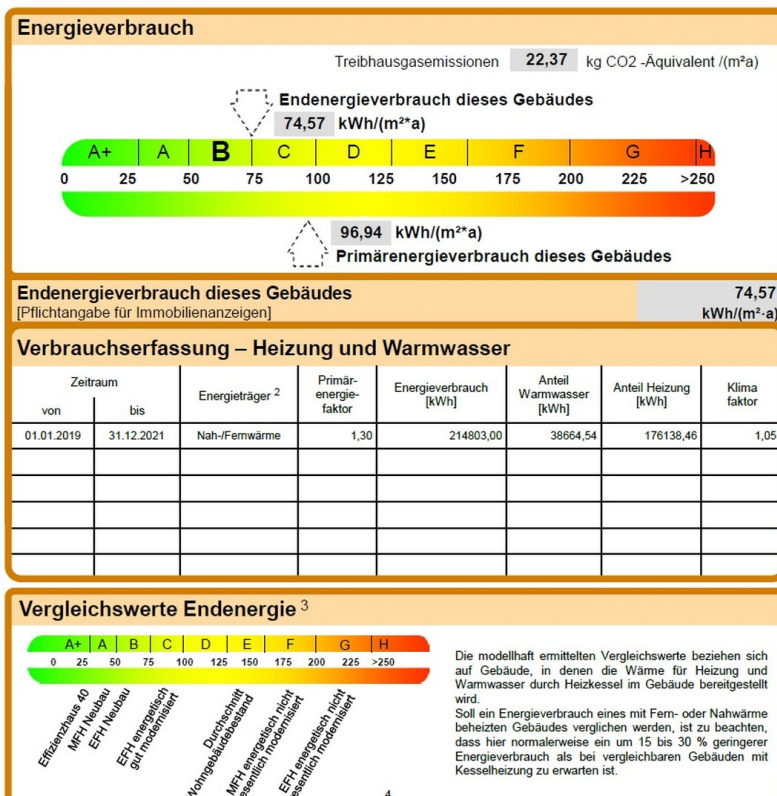 Energieverbrauch
Treibhausgasemissionen 22,37 kg CO2 -Äquivalent /(m²a)
Endenergieverbrauch dieses Gebäudes
74,57 kWh/(m²*a)
A+ A B C D E F G H
0 25 50 75 100 125 150 175 200 225 >250
96,94 kWh/(m²*a)
Primärenergieverbrauch dieses Gebäudes
Endenergieverbrauch dieses Gebäudes 74,57
[Pflichtangabe für Immobilienanzeigen] kWh/(m²·a)
Verbrauchserfassung – Heizung und Warmwasser
Zeitraum
von bis
Energieträger 2
Primär-
energie-
faktor
Energieverbrauch
[kWh]
Anteil
Warmwasser
[kWh]
Anteil Heizung
[kWh]
Klima
faktor
01.01.2019 31.12.2021 Nah-/Fernwärme 1,30 214803,00 38664,54 176138,46 1,05
Vergleichswerte Endenergie 3
A+ A B C D E F G H
0 25 50 75 100 125 150 175 200 225 >250
Effizienzhaus 40
MFH Neubau
EFH Neubau
EFH energetisch
gut modernisiert
Durchschnitt
Wohngebäudebestand
MFH energetisch nicht
wesentlich modernisiert
EFH energetisch nicht
wesentlich modernisiert
4
Die modellhaft ermittelten Vergleichswerte beziehen sich
auf Gebäude, in denen die Wärme für Heizung und
Warmwasser durch Heizkessel im Gebäude bereitgestellt
wird.
Soll ein Energieverbrauch eines mit Fern- oder Nahwärme
beheizten Gebäudes verglichen werden, ist zu beachten,
dass hier normalerweise ein um 15 bis 30 % geringerer
Energieverbrauch als bei vergleichbaren Gebäuden mit
Kesselheizung zu erwarten ist.